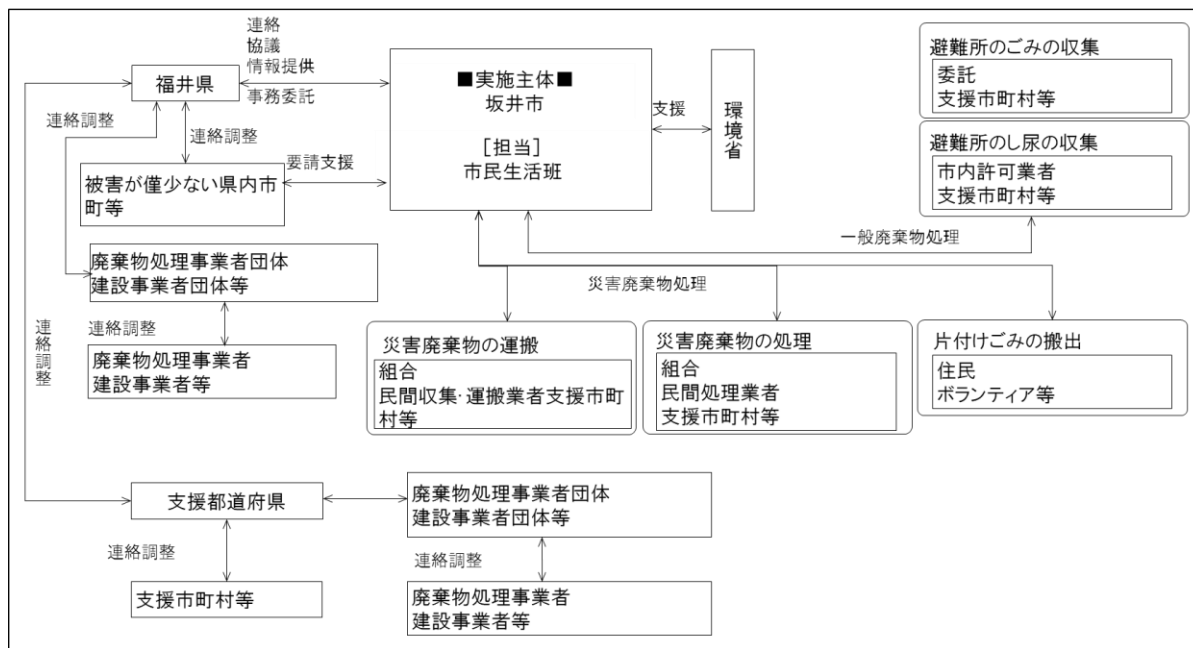 連絡
協議
情報提供
事務委託
福井県
連絡調整
連絡調整
要請支援
被害が僅少ない県内市
町等
■実施主体■
坂井市
［担当］
市民生活班
支援
環境省
避難所のごみの収集
委託
支援市町村等
避難所のし尿の収集
市内許可業者
支援市町村等
一般廃棄物処理
災害廃棄物処理
廃棄物処理事業者団体
建設事業者団体等
連絡調整
連絡調整
廃棄物処理事業者
建設事業者等
災害廃棄物の運搬
組合
民間収集･運搬業者支援市町
村等
災害廃棄物の処理
組合
民間処理業者
支援市町村等
片付けごみの搬出
住民
ボランティア等
支援都道府県
廃棄物処理事業者団体
建設事業者団体等
連絡調整
連絡調整
支援市町村等
廃棄物処理事業者
建設事業者等